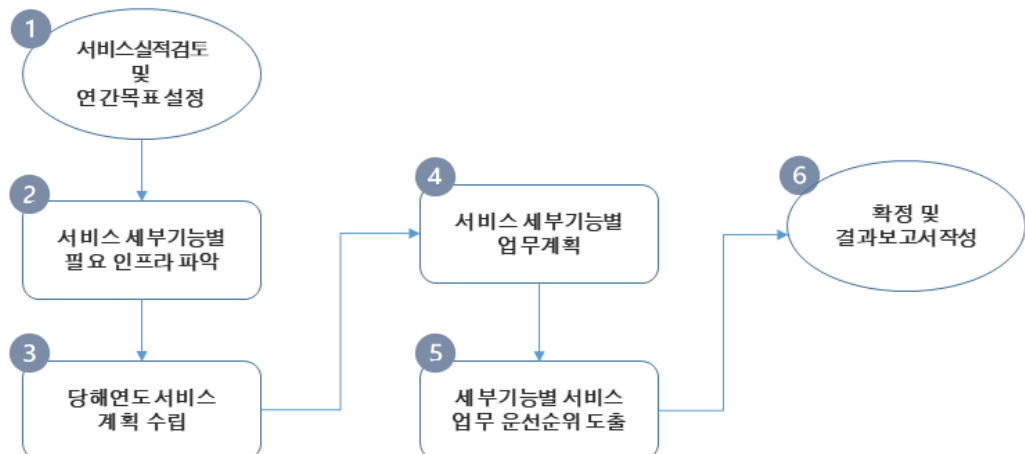 1
서비스실적검토
및
연간목표 설정
2
서비스 세부기능별
필요 인프라 파악
3
당해연도 서비스
계획 수립
4
서비스 세부기능별
업무계획
5
세부기능별 서비스
업무 운선순위 도출
6
확정 및
결과보고서작성